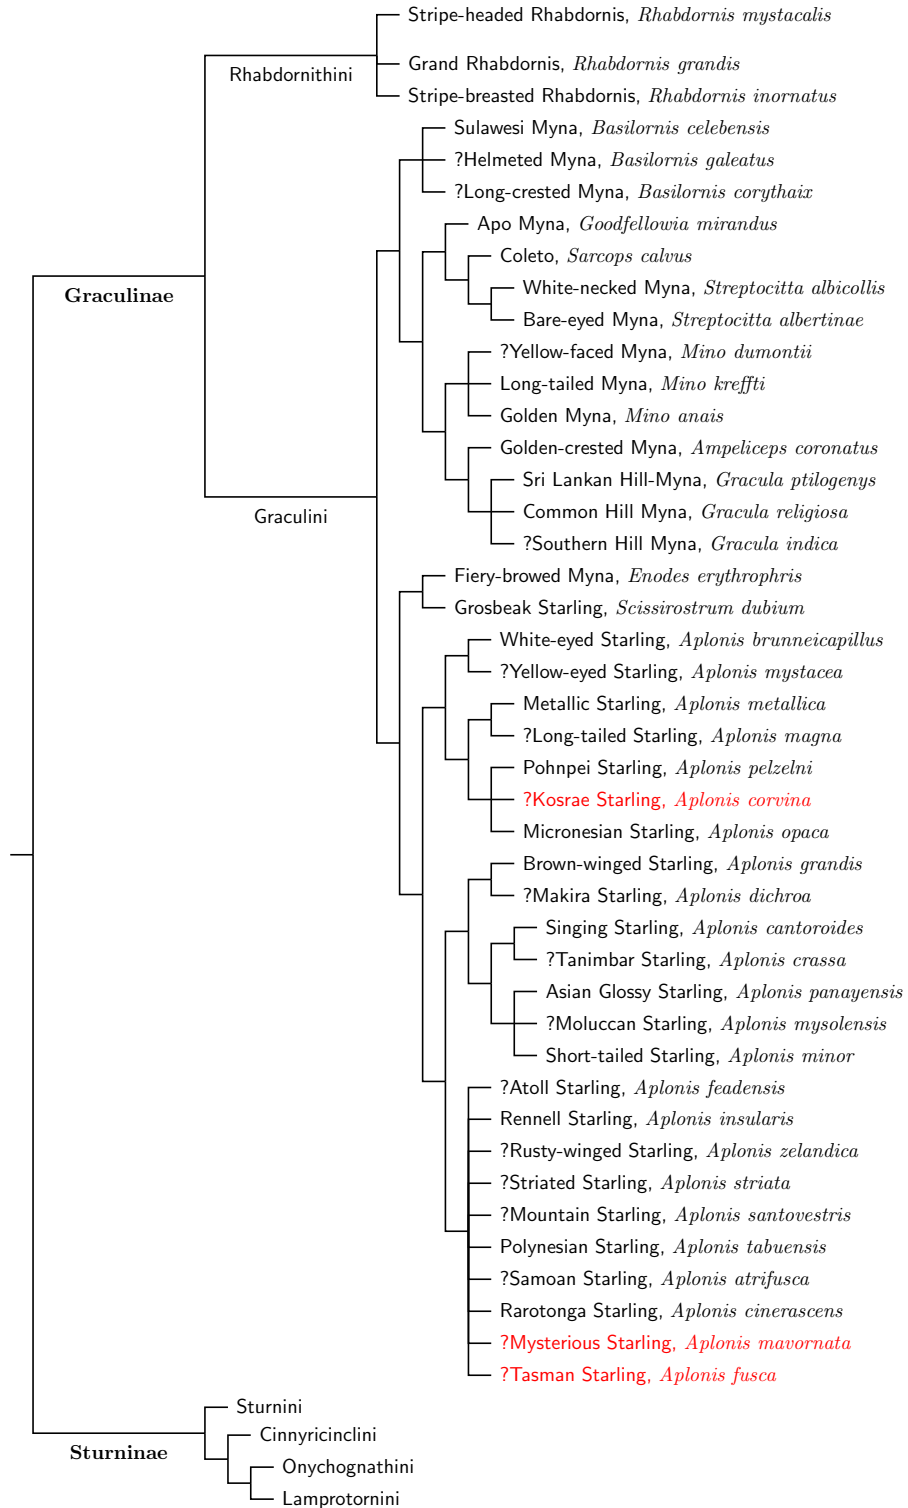 Stripe-headed Rhabdornis, Rhabdornis mystacalis
Grand Rhabdornis, Rhabdornis grandis
Rhabdornithini
Stripe-breasted Rhabdornis, Rhabdornis inornatus
Sulawesi Myna, Basilornis celebensis
?Helmeted Myna, Basilornis galeatus
?Long-crested Myna, Basilornis corythaix
Apo Myna, Goodfellowia mirandus
Coleto, Sarcops calvus
White-necked Myna, Streptocitta albicollis
Graculinae
Bare-eyed Myna, Streptocitta albertinae
?Yellow-faced Myna, Mino dumontii
Long-tailed Myna, Mino kreffti
Golden Myna, Mino anais
Golden-crested Myna, Ampeliceps coronatus
Sri Lankan Hill-Myna, Gracula ptilogenys
Common Hill Myna, Gracula religiosa
Graculini
?Southern Hill Myna, Gracula indica
Fiery-browed Myna, Enodes erythrophris
Grosbeak Starling, Scissirostrum dubium
White-eyed Starling, Aplonis brunneicapillus
?Yellow-eyed Starling, Aplonis mystacea
Metallic Starling, Aplonis metallica
?Long-tailed Starling, Aplonis magna
Pohnpei Starling, Aplonis pelzelni
?Kosrae Starling, Aplonis corvina
Micronesian Starling, Aplonis opaca
Brown-winged Starling, Aplonis grandis
?Makira Starling, Aplonis dichroa
Singing Starling, Aplonis cantoroides
?Tanimbar Starling, Aplonis crassa
Asian Glossy Starling, Aplonis panayensis
?Moluccan Starling, Aplonis mysolensis
Short-tailed Starling, Aplonis minor
?Atoll Starling, Aplonis feadensis
Rennell Starling, Aplonis insularis
?Rusty-winged Starling, Aplonis zelandica
?Striated Starling, Aplonis striata
?Mountain Starling, Aplonis santovestris
Polynesian Starling, Aplonis tabuensis
?Samoan Starling, Aplonis atrifusca
Rarotonga Starling, Aplonis cinerascens
?Mysterious Starling, Aplonis mavornata
?Tasman Starling, Aplonis fusca
Sturnini
Cinnyricinclini
Sturninae
Onychognathini
Lamprotornini